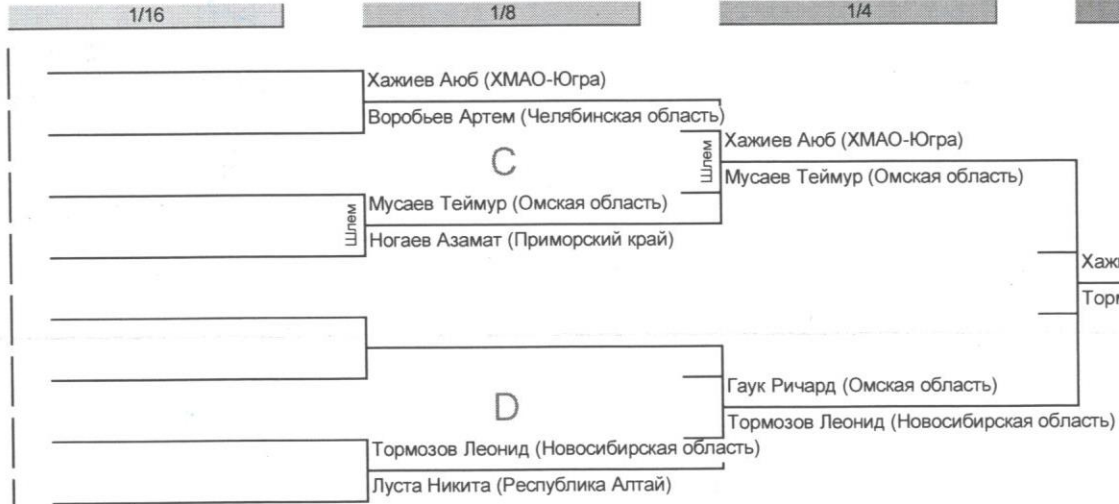 1/16 1/8 1/4
Хажиев Аюб (ХМАО-Югра)
Воробьев Артем (Челябинская область)
C
Шлем
Хажиев Аюб (ХМАО-Югра)
Мусаев Теймур (Омская область)
Шлем
Мусаев Теймур (Омская область)
Ногаев Азамат (Приморский край)
Хажи
Торм
D
Гаук Ричард (Омская область)
Тормозов Леонид (Новосибирская область)
Тормозов Леонид (Новосибирская область)
Луста Никита (Республика Алтай)